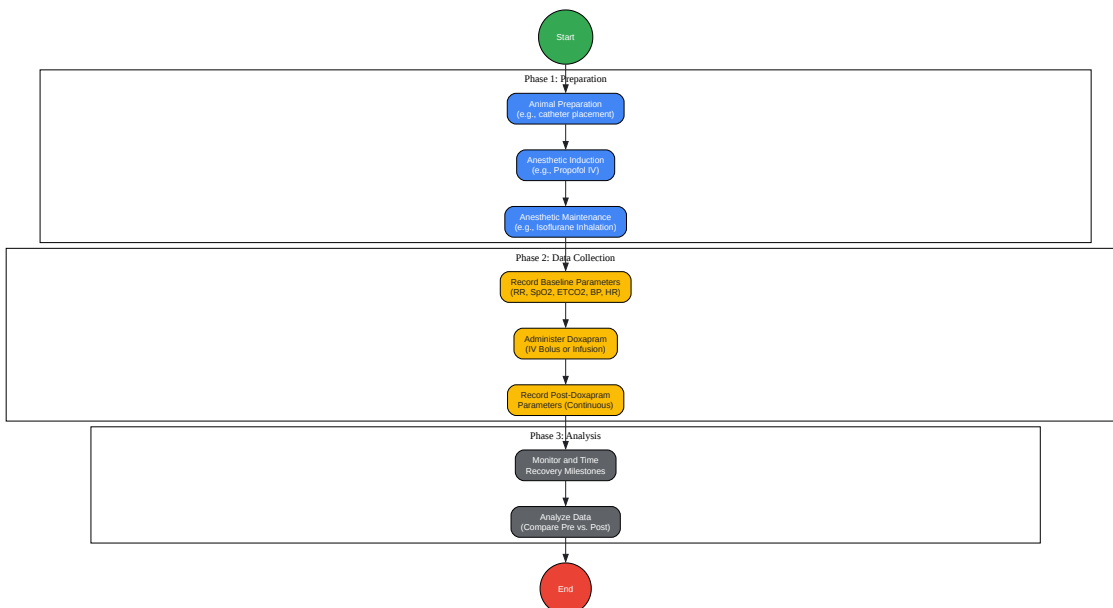 Start
Phase 1: Preparation
Animal Preparation
(e.g., catheter placement)
Anesthetic Induction
(e.g., Propofol IV)
Anesthetic Maintenance
(e.g., Isoflurane Inhalation)
Phase 2: Data Collection
Record Baseline Parameters
(RR, SpO2, ETCO2, BP, HR)
Administer Doxapram
(IV Bolus or Infusion)
Record Post-Doxapram
Parameters (Continuous)
Phase 3: Analysis
Monitor and Time
Recovery Milestones
Analyze Data
(Compare Pre vs. Post)
End